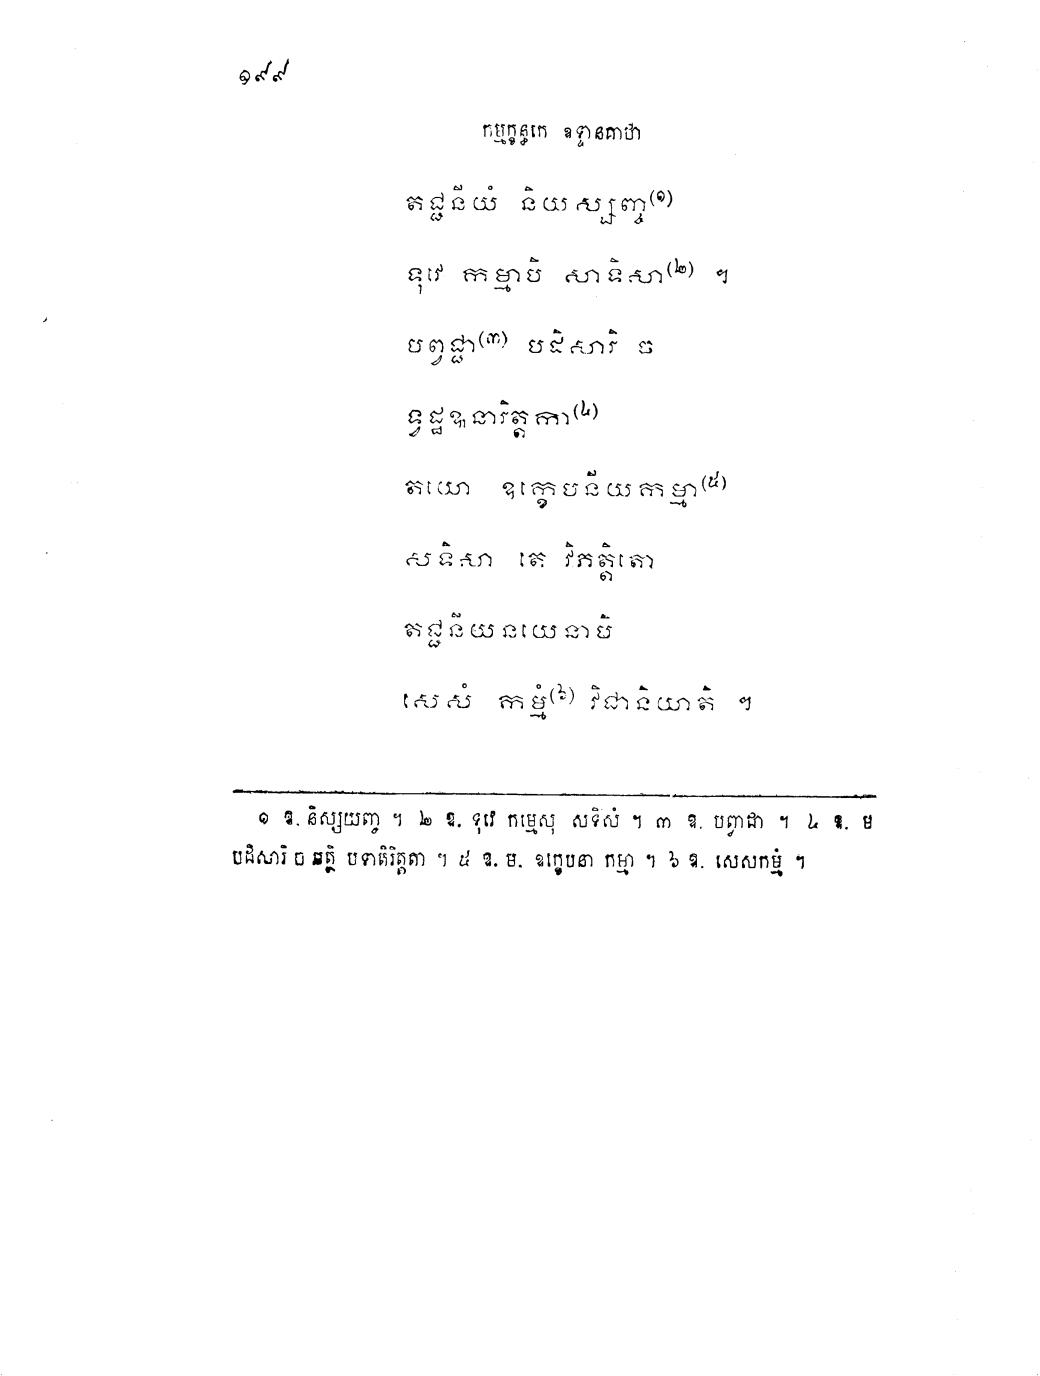 ១៩៩
កម្មក្ខន្ធកេ ឧទ្ទានគាថា
តជ្ជនីយំ និយស្សញ្ច(១)
ទុវេ កម្មាបិ សាទិសា(២) ។
បព្វជ្ជា(៣) បដិសារិ ច
ទ្វដ្ឋឩនារិត្តកា(៤)
តយោ ឧក្ខេបនីយកម្មា(៥)
សទិសា តេ វិភត្តិតោ
តជ្ជនីយនយេនាបិ
សេសំ កម្មំ(៦) វិជានិយាតិ ។
១ ឱ. និស្សយញ្ច ។ ២ ឱ. ទុវេ កម្មេសុ សទិសំ ។ ៣ ឱ. បព្វាជា ។ ៤ ឱ. ម
បដិសារិ ច បទាតិរិត្តតា ។ ៥ ឱ. ម. ឧក្ខេបនា កម្មា ។ ៦ ឱ. សេសកម្មំ ។